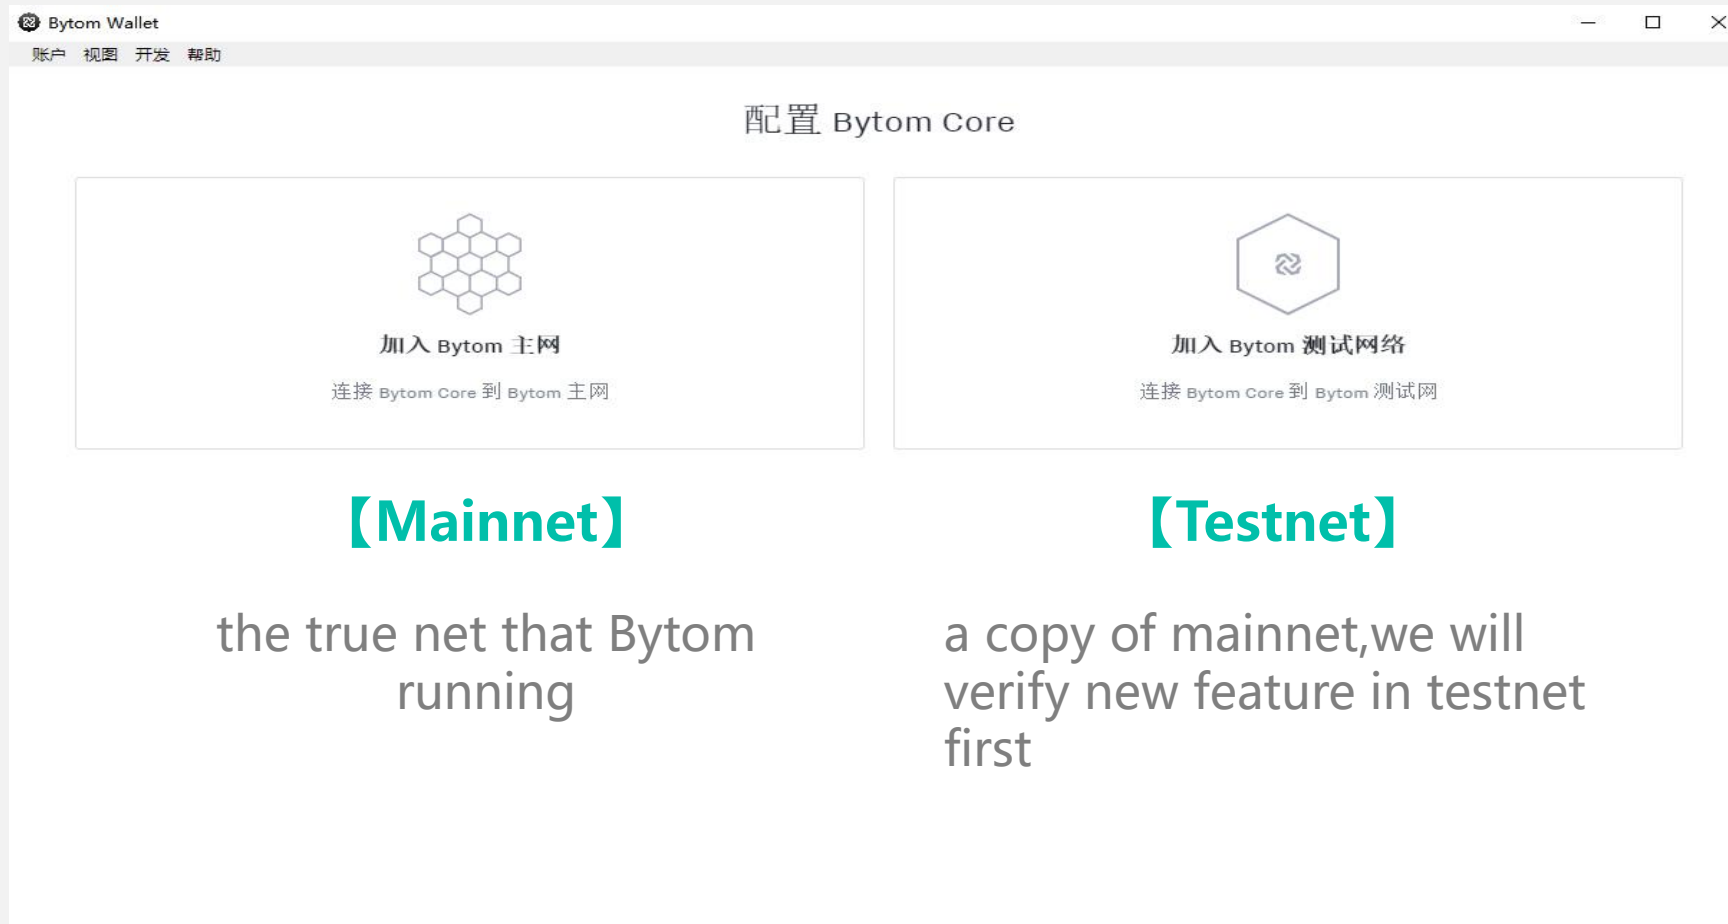 Bytom Wallet
账户 视图 开发 帮助
配置 Bytom Core
加入 Bytom 主网
连接 Bytom Core 到 Bytom 主网
加入 Bytom 测试网络
连接 Bytom Core 到 Bytom 测试网
【Mainnet】
the true net that Bytom
running
【Testnet】
a copy of mainnet,we will
verify new feature in testnet
first